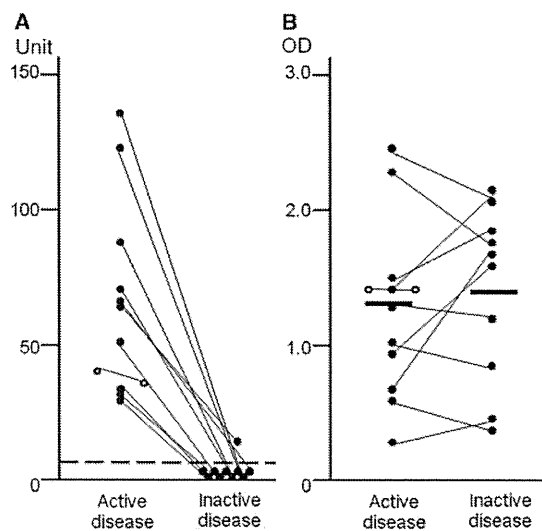 A
Unit
150
100
50
0
Active
disease
Inactive
disease
B
OD
3.0
2.0
1.0
0
Active
disease
Inactive
disease